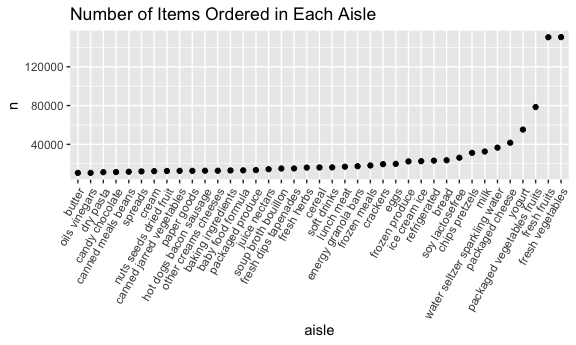 Number of Items Ordered in Each Aisle
n
120000
80000
40000
butter
oils vinegars
dry pasta
candy chocolate
canned meals beans
spreads
cream
nuts seeds dried fruit
canned jarred vegetables
paper goods
hot dogs bacon sausage
other creams cheeses
baking ingredients
baby food formula
packaged produce
juice nectars
soup broth bouillon
fresh dips tapenades
fresh herbs
cereal
soft drinks
lunch meat
energy granola bars
frozen meals
crackers
eggs
frozen produce
ice cream ice
refrigerated
bread
soy lactosefree
chips pretzels
milk
water seltzer sparkling water
packaged cheese
yogurt
packaged vegetables fruits
fresh fruits
fresh vegetables
aisle